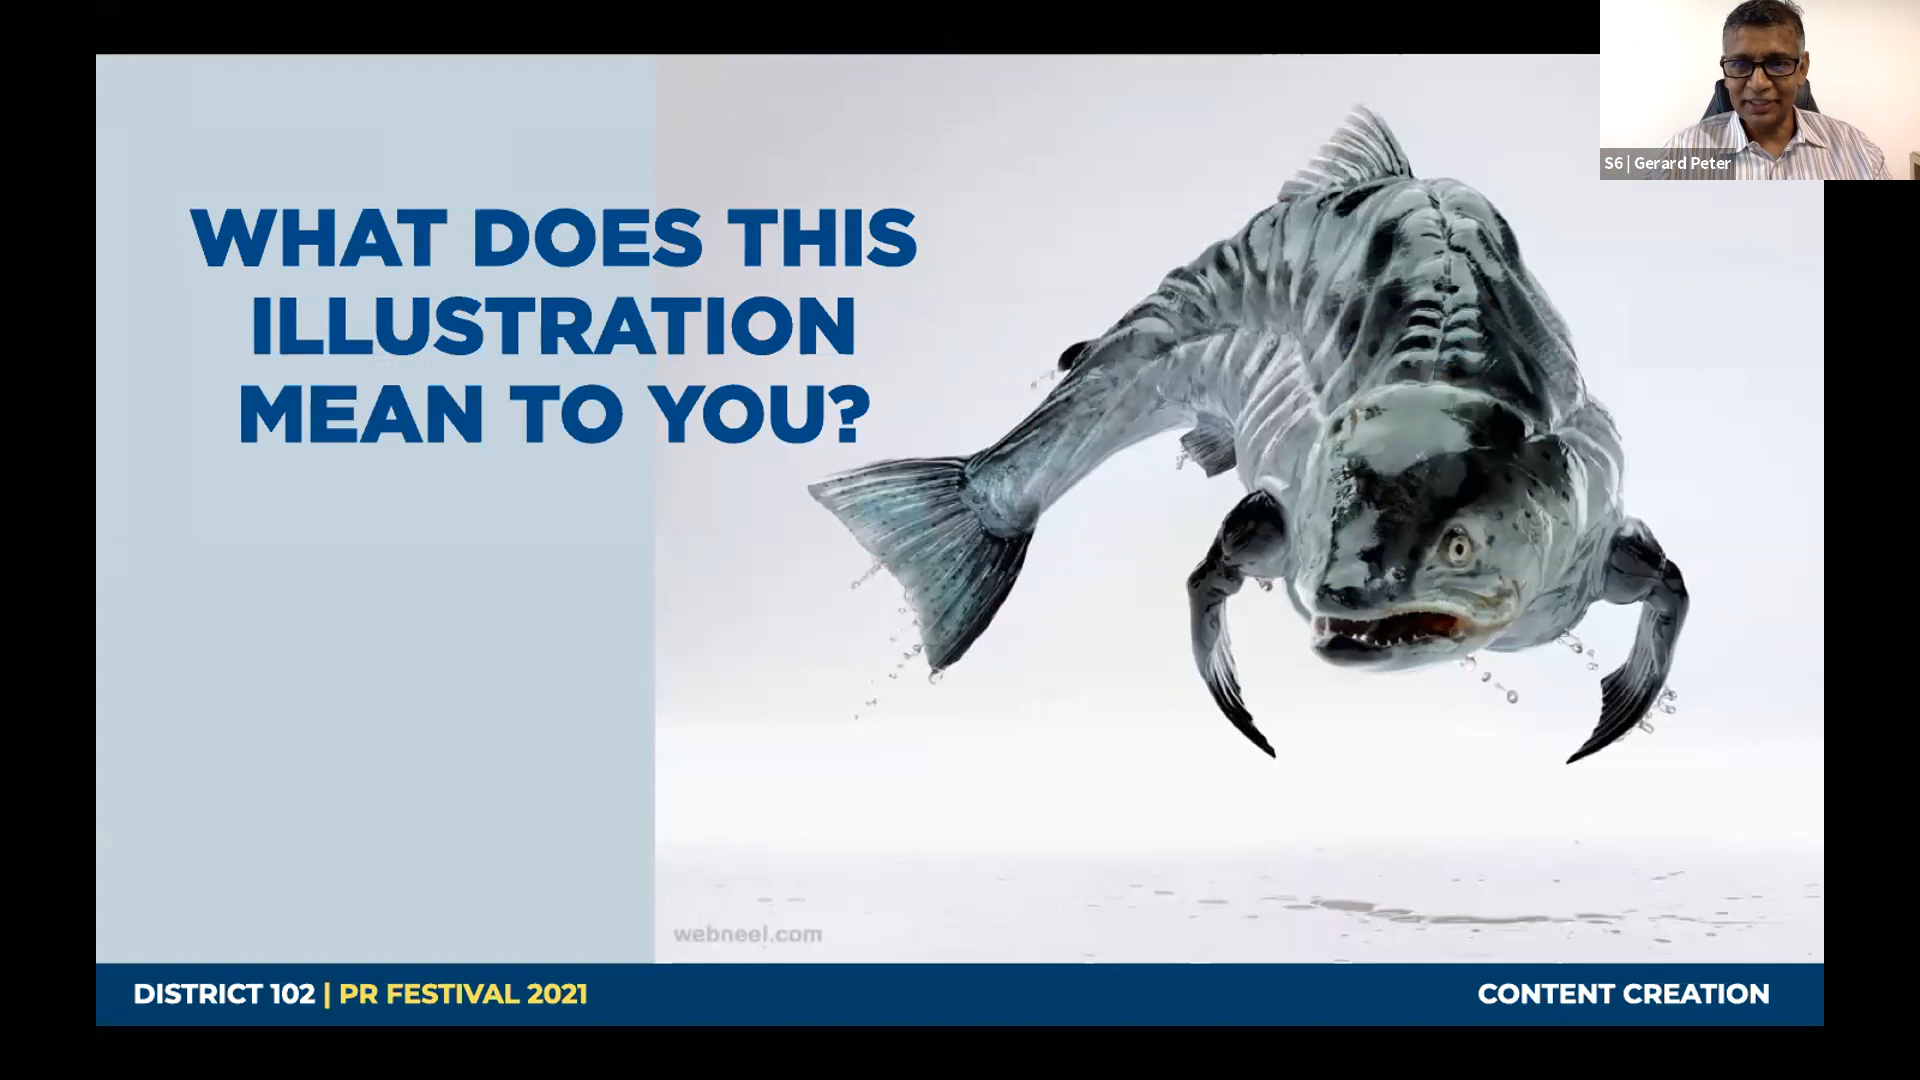 S6 | Gerard Peter
WHAT DOES THIS
ILLUSTRATION
MEAN TO YOU?
webneel.com
DISTRICT 102 | PR FESTIVAL 2021
CONTENT CREATION